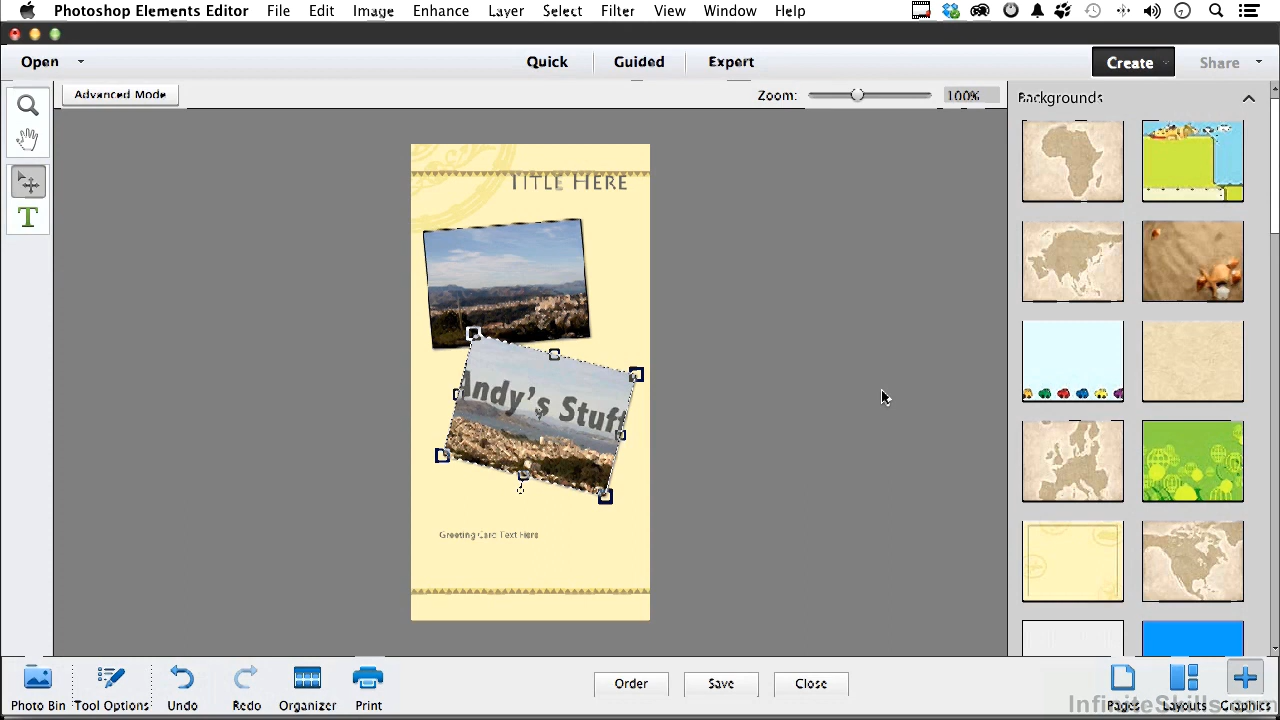 Photoshop Elements Editor File Edit Image Enhance Layer Select Filter View Window Help
Open Quick Guided Expert Create Share
Advanced Mode Zoom: 100% Backgrounds
TITLE HERE
Andy's Stuff
Greeting Card Text Here
Photo Bin Tool Options Undo Redo Organizer Print Order Save Close Pages Layouts Graphics
InfiniteSkills.com